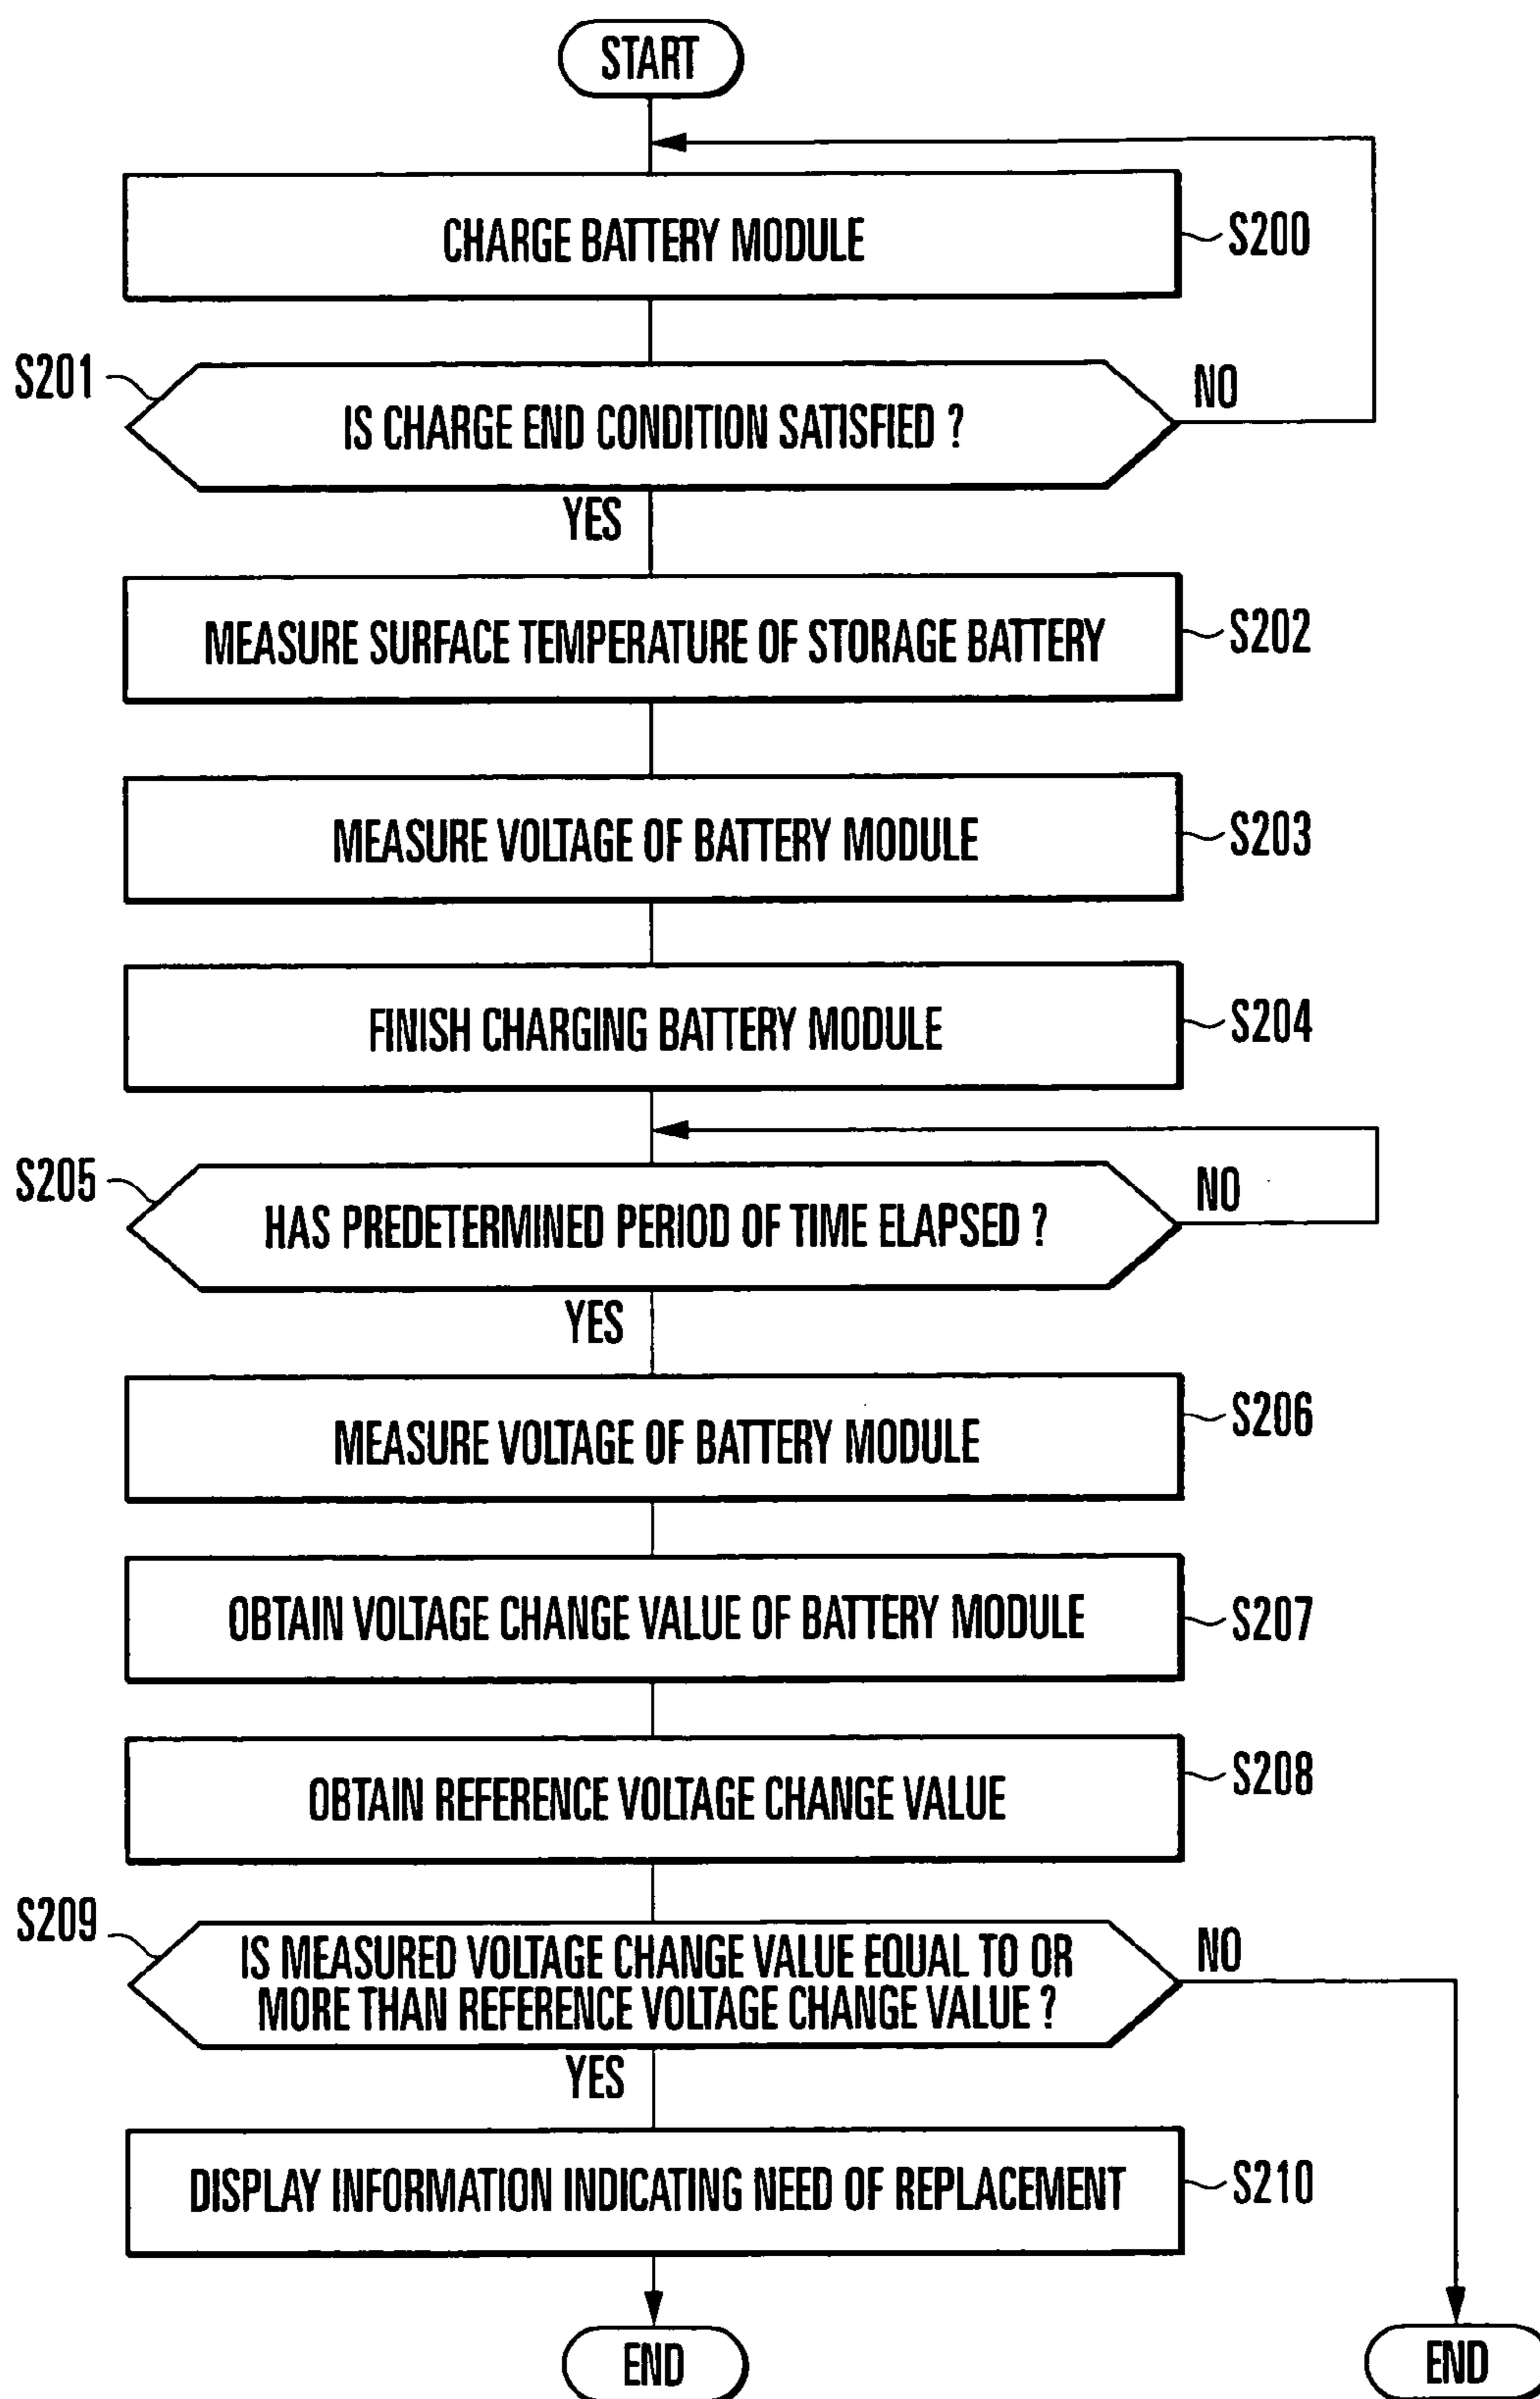 START
CHARGE BATTERY MODULE
S200
S201
IS CHARGE END CONDITION SATISFIED ?
NO
YES
MEASURE SURFACE TEMPERATURE OF STORAGE BATTERY
S202
MEASURE VOLTAGE OF BATTERY MODULE
S203
FINISH CHARGING BATTERY MODULE
S204
S205
HAS PREDETERMINED PERIOD OF TIME ELAPSED ?
NO
YES
MEASURE VOLTAGE OF BATTERY MODULE
S206
OBTAIN VOLTAGE CHANGE VALUE OF BATTERY MODULE
S207
OBTAIN REFERENCE VOLTAGE CHANGE VALUE
S208
S209
IS MEASURED VOLTAGE CHANGE VALUE EQUAL TO OR
MORE THAN REFERENCE VOLTAGE CHANGE VALUE ?
NO
YES
DISPLAY INFORMATION INDICATING NEED OF REPLACEMENT
S210
END
END